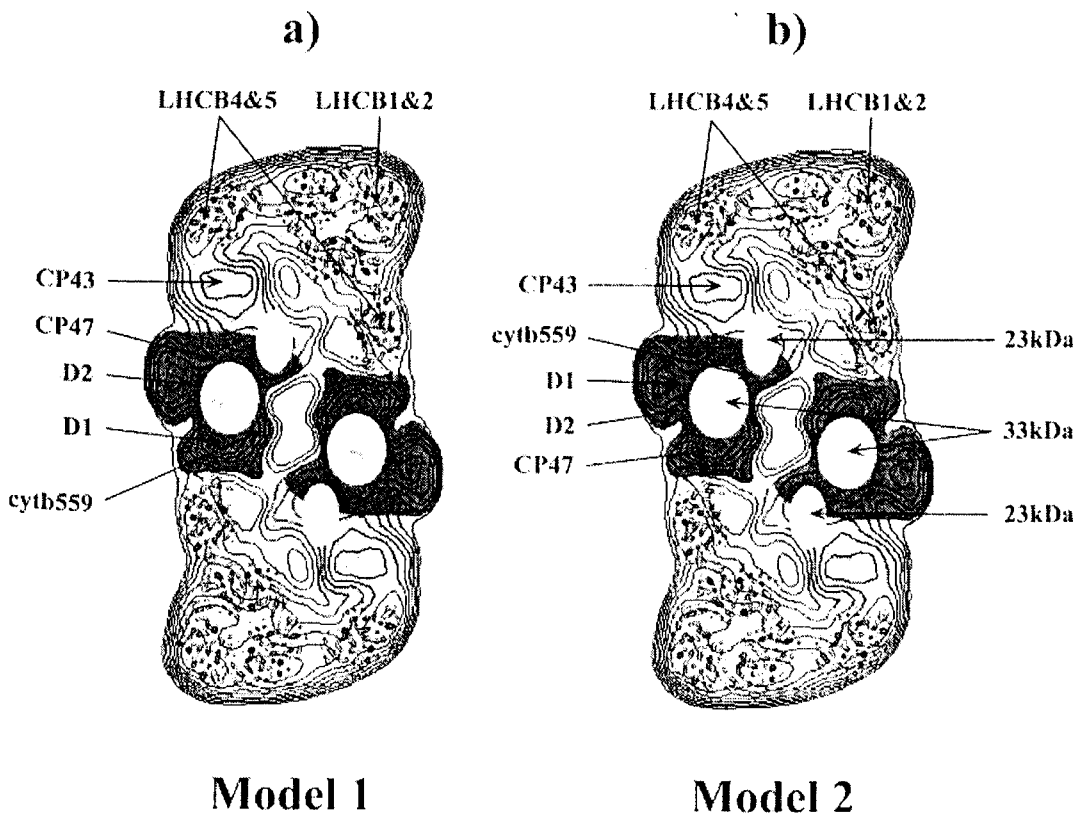 a)
b)
LHCB4&5 LHCB1&2
LHCB4&5 LHCB1&2
CP43
CP47
D2
D1
cytb559
CP43
cytb559
D1
D2
CP47
23kDa
33kDa
23kDa
Model 1
Model 2